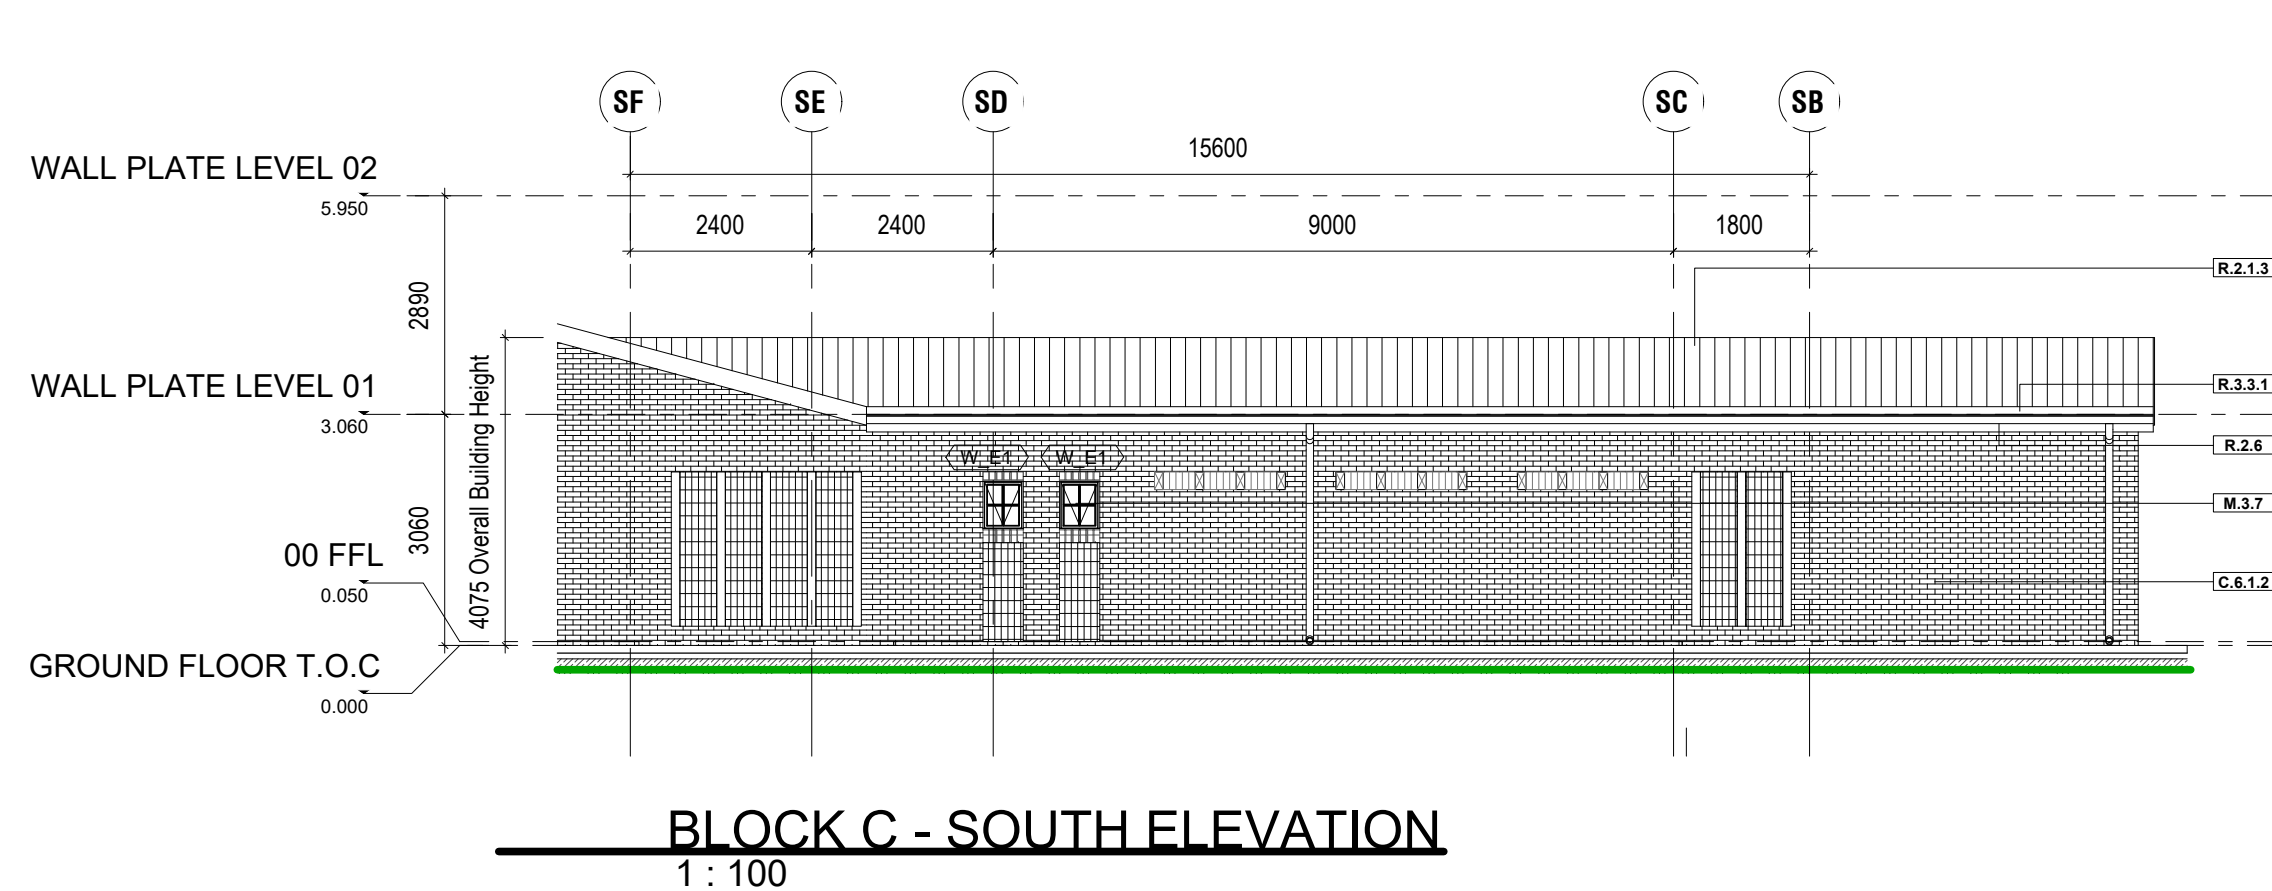 SF
SE
SD
SC
SB
15600
WALL PLATE LEVEL 02
5.950
2400
2400
9000
1800
R.2.1.3
2890
WALL PLATE LEVEL 01
3.060
R.3.3.1
4075 Overall Building Height
W_E1
W_E1
R.2.6
M.3.7
3060
00 FFL
0.050
C.6.1.2
GROUND FLOOR T.O.C
0.000
BLOCK C - SOUTH ELEVATION
1 : 100